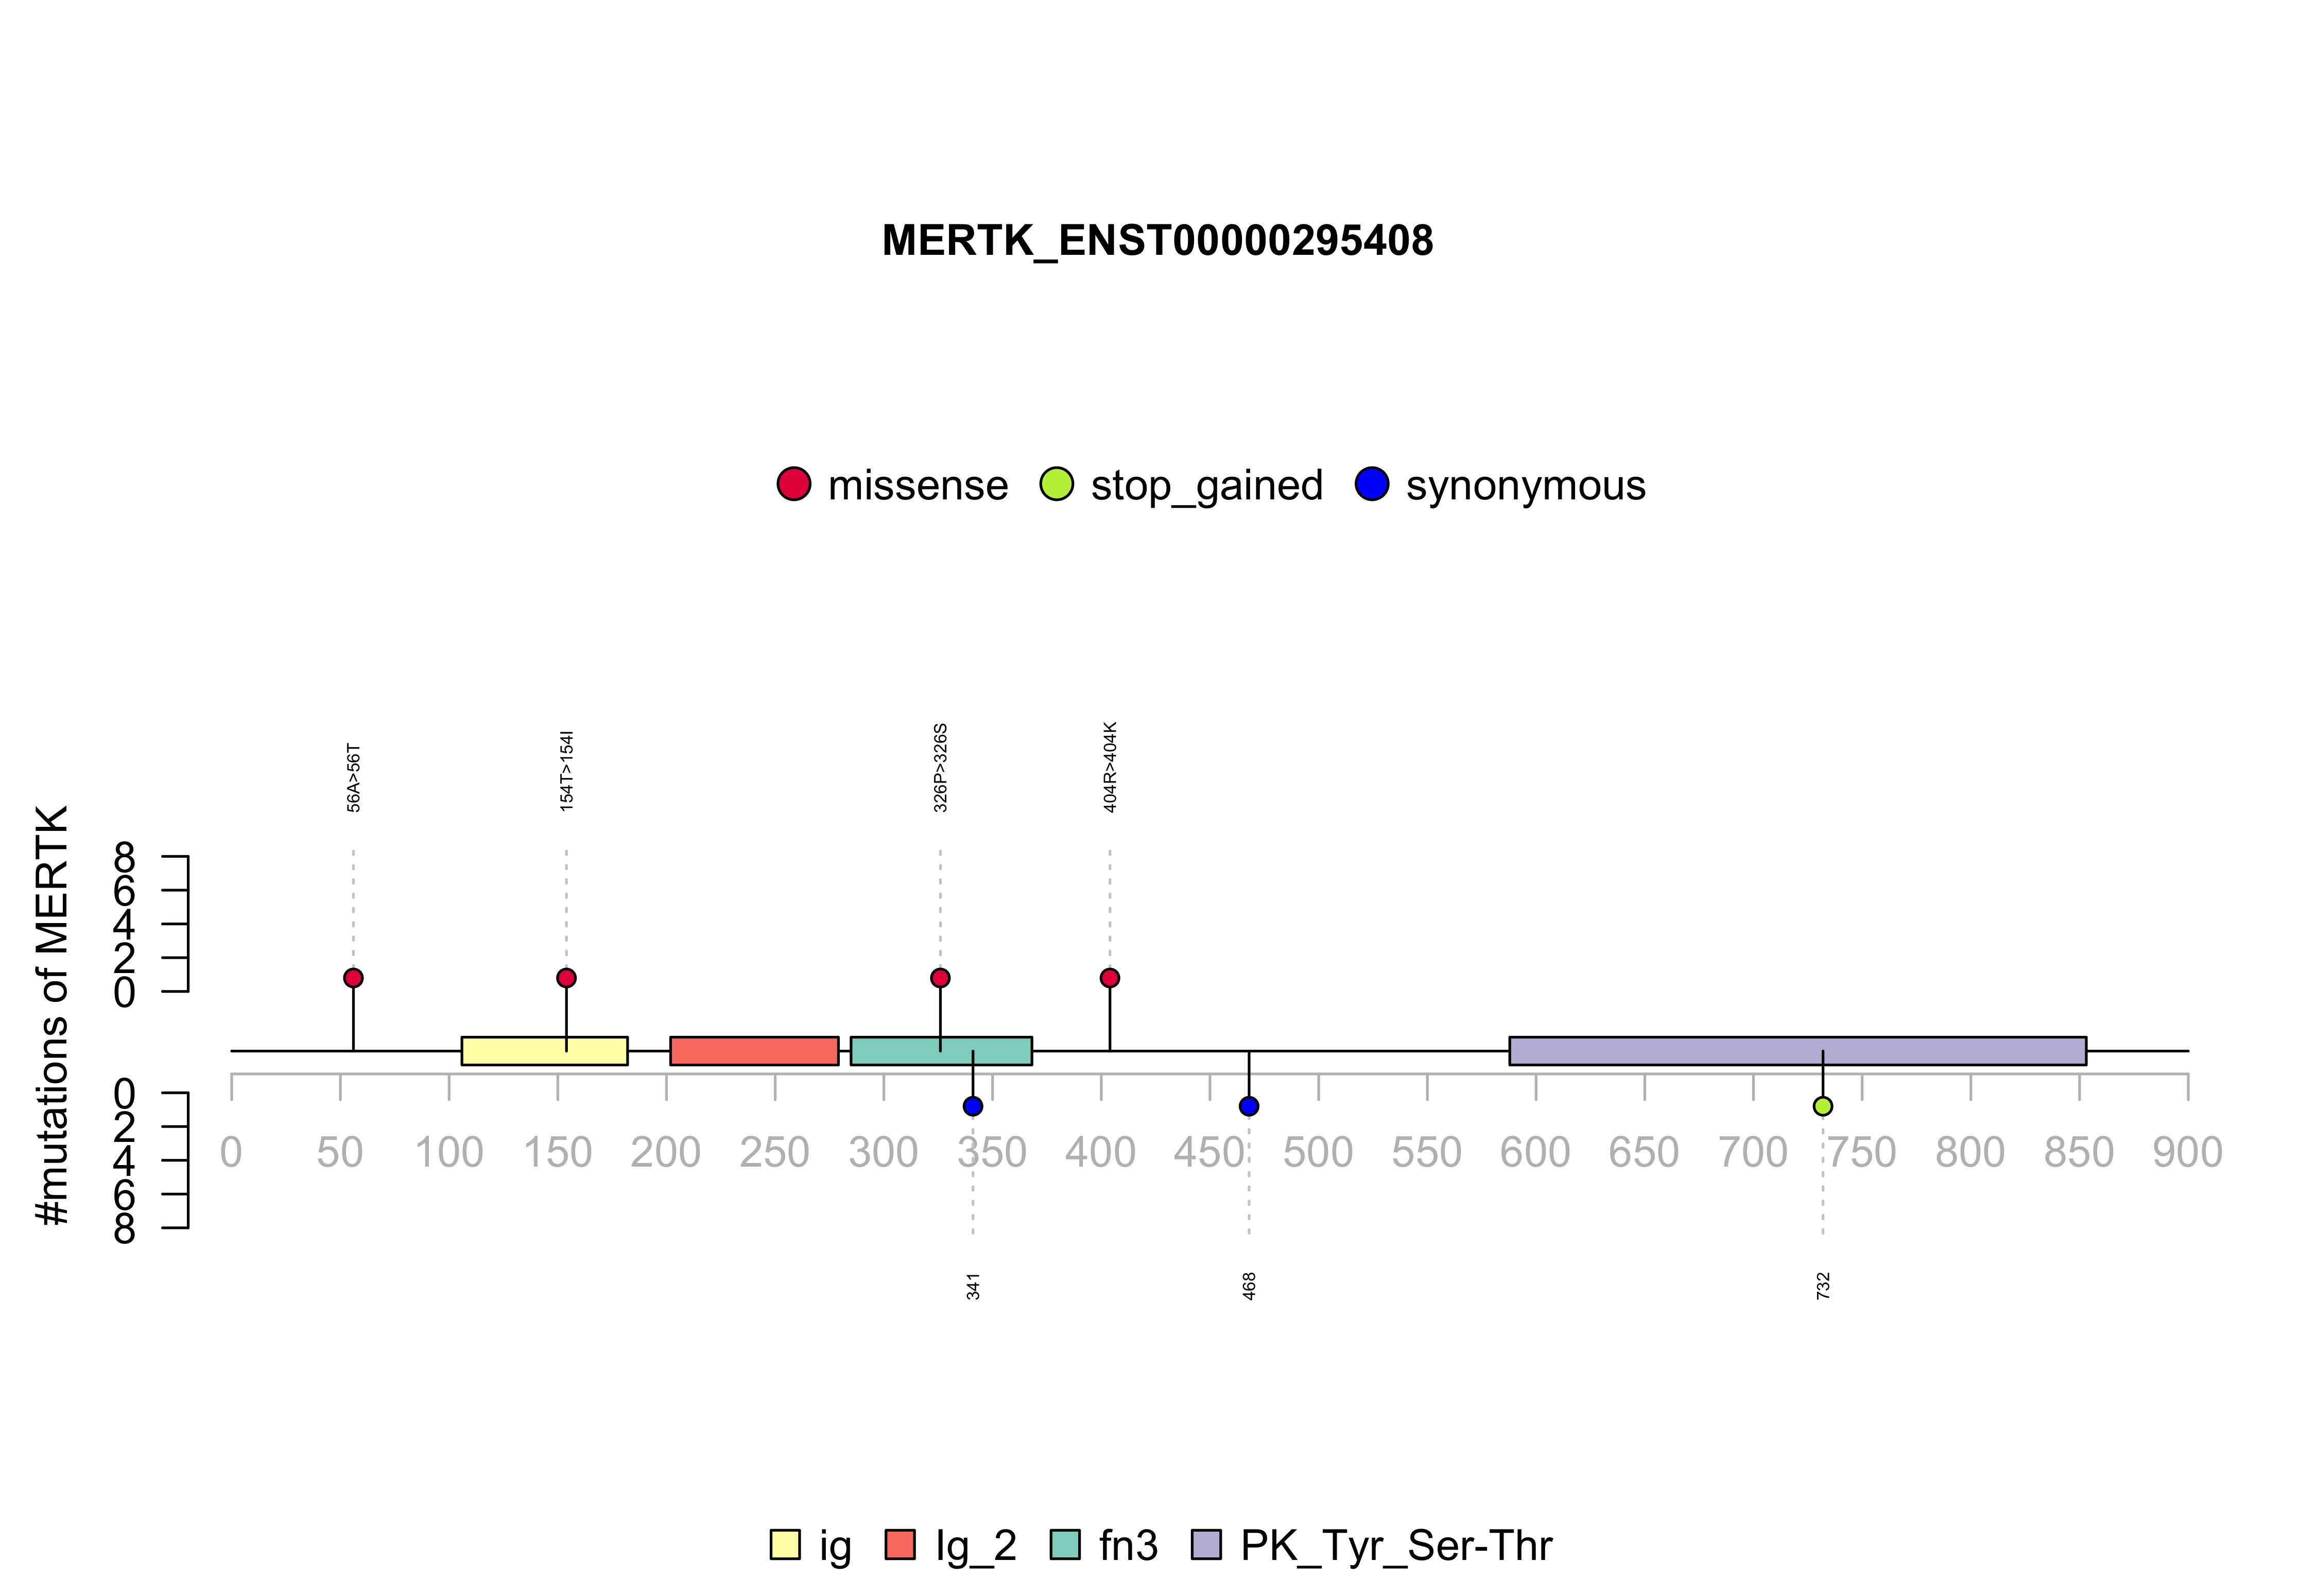 MERTK_ENST00000295408
missense stop_gained synonymous
56A>56T 154T>154I 326P>326S 404R>404K
#mutations of MERTK
8
6
4
2
0
0
2
4
6
8
0 50 100 150 200 250 300 350 400 450 500 550 600 650 700 750 800 850 900
341 468 732
ig Ig_2 fn3 PK_Tyr_Ser-Thr